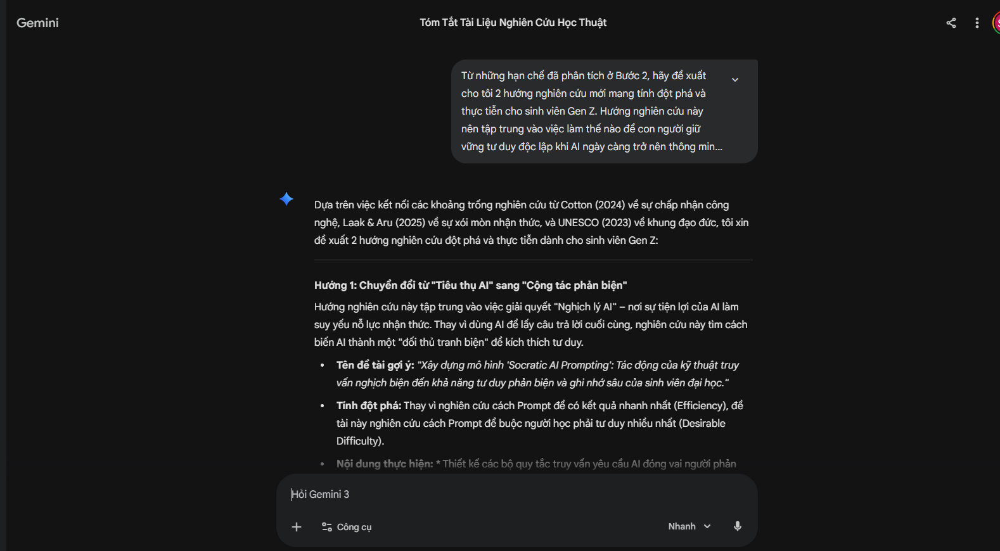 Gemini
Tóm Tắt Tài Liệu Nghiên Cứu Học Thuật
Từ những hạn chế đã phân tích ở Bước 2, hãy đề xuất
cho tôi 2 hướng nghiên cứu mới mang tính đột phá và
thực tiễn cho sinh viên Gen Z. Hướng nghiên cứu này
nên tập trung vào việc làm thế nào để con người giữ
vững tư duy độc lập khi AI ngày càng trở nên thông min...
Dựa trên việc kết nối các khoảng trống nghiên cứu từ Cotton (2024) về sự chấp nhận công
nghệ, Laak & Aru (2025) về sự xói mòn nhận thức, và UNESCO (2023) về khung đạo đức, tôi xin
đề xuất 2 hướng nghiên cứu đột phá và thực tiễn dành cho sinh viên Gen Z:
Hướng 1: Chuyển đổi từ "Tiêu thụ AI" sang "Cộng tác phản biện"
Hướng nghiên cứu này tập trung vào việc giải quyết "Nghịch lý AI" – nơi sự tiện lợi của AI làm
suy yếu nỗ lực nhận thức. Thay vì dùng AI để lấy câu trả lời cuối cùng, nghiên cứu này tìm cách
biến AI thành một "đối thủ tranh biện" để kích thích tư duy.
• Tên đề tài gợi ý: "Xây dựng mô hình 'Socratic AI Prompting': Tác động của kỹ thuật truy
vấn nghịch biện đến khả năng tư duy phản biện và ghi nhớ sâu của sinh viên đại học."
• Tính đột phá: Thay vì nghiên cứu cách Prompt để có kết quả nhanh nhất (Efficiency), đề
tài này nghiên cứu cách Prompt để buộc người học phải tư duy nhiều nhất (Desirable
Difficulty).
• Nội dung thực hiện: * Thiết kế các bộ quy tắc truy vấn yêu cầu AI đóng vai người phản
Hỏi Gemini 3
Công cụ
Nhanh